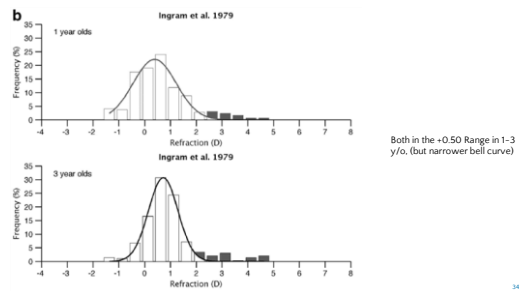 b
Ingram et al. 1979
1 year olds
35
30
25
20
15
10
5
0
Frequency (%)
-4 -3 -2 -1 0 1 2 3 4 5 6 7 8
Refraction (D)
Ingram et al. 1979
3 year olds
35
30
25
20
15
10
5
0
Frequency (%)
-4 -3 -2 -1 0 1 2 3 4 5 6 7 8
Refraction (D)
Both in the +0.50 Range in 1-3
y/o. (but narrower bell curve)
34